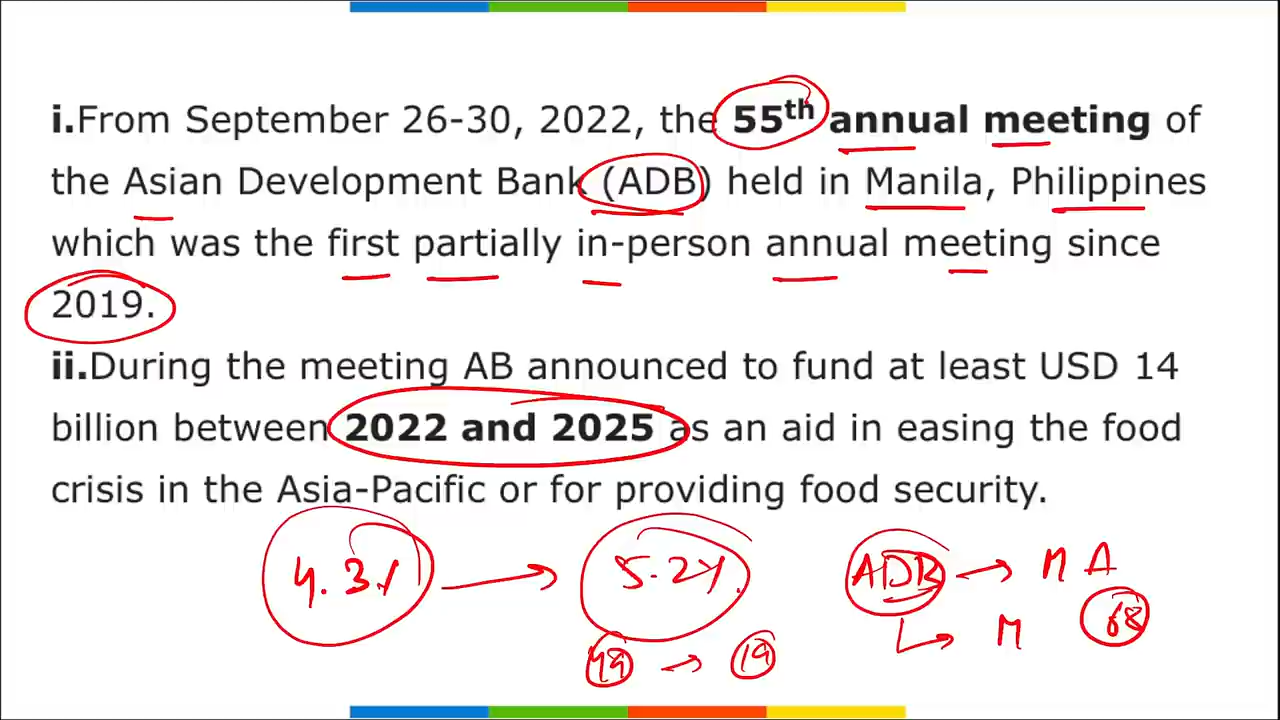 i.From September 26-30, 2022, the 55th annual meeting of
the Asian Development Bank (ADB) held in Manila, Philippines
which was the first partially in-person annual meeting since
2019.
ii.During the meeting AB announced to fund at least USD 14
billion between 2022 and 2025 as an aid in easing the food
crisis in the Asia-Pacific or for providing food security.
4.3% → 5.2% ADB → M A
49 → 19 M 68